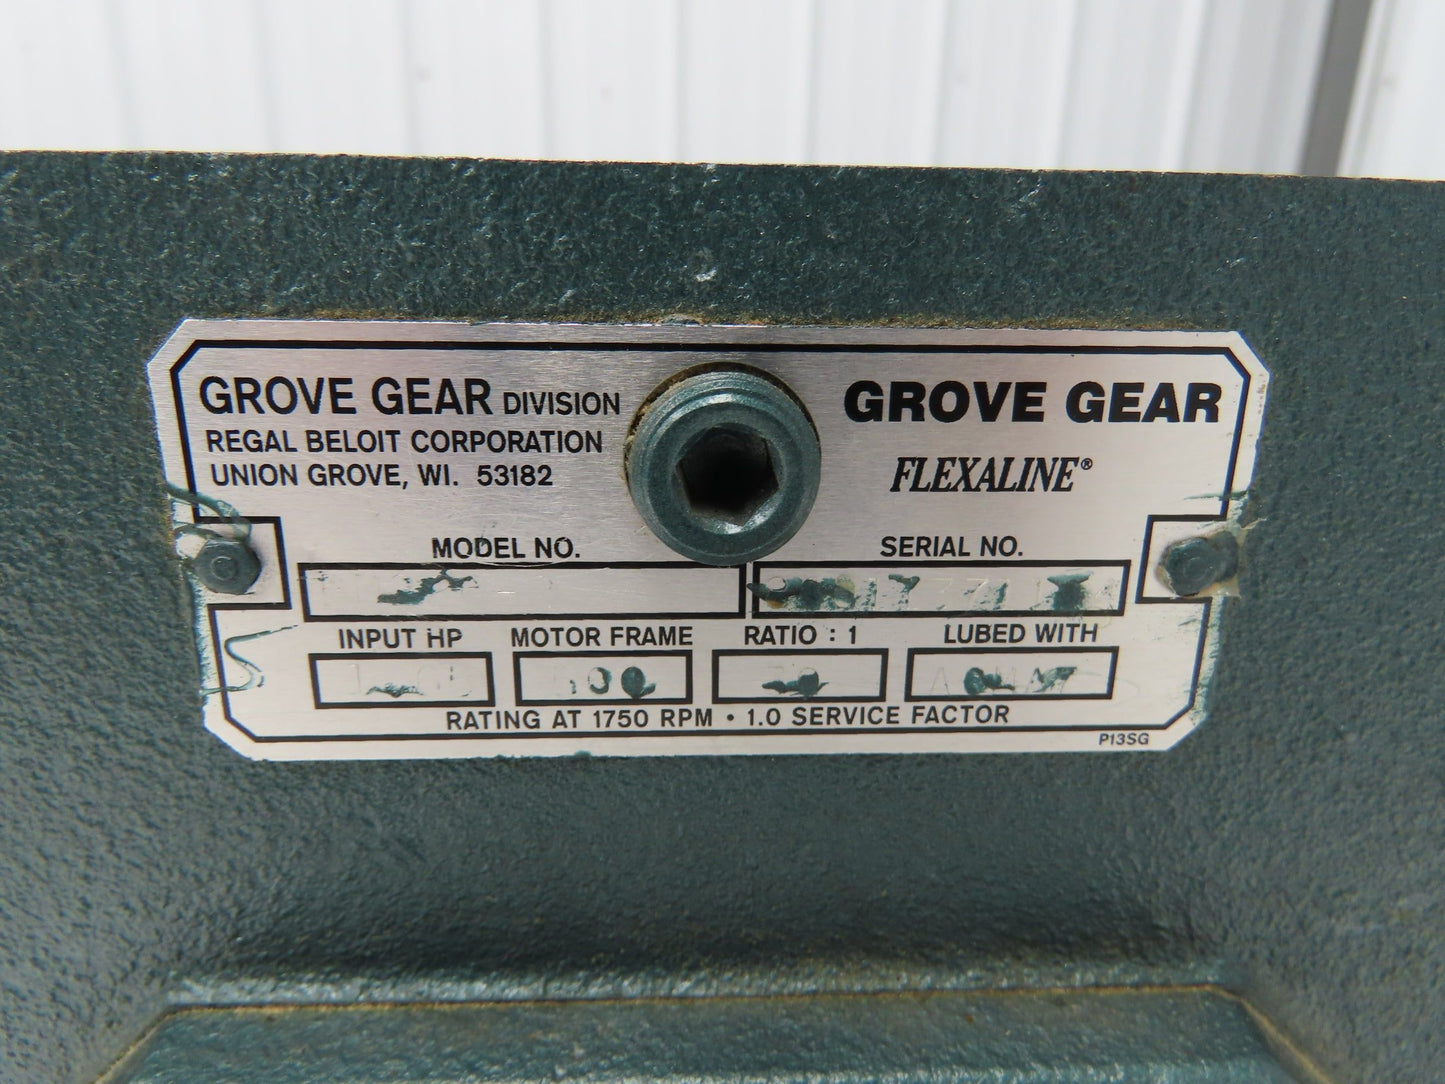 GROVE GEAR DIVISION
REGAL BELOIT CORPORATION
UNION GROVE, WI. 53182
GROVE GEAR
FLEXALINE®
MODEL NO.
SERIAL NO.
INPUT HP
MOTOR FRAME
RATIO : 1
LUBED WITH
RATING AT 1750 RPM • 1.0 SERVICE FACTOR
P13SG